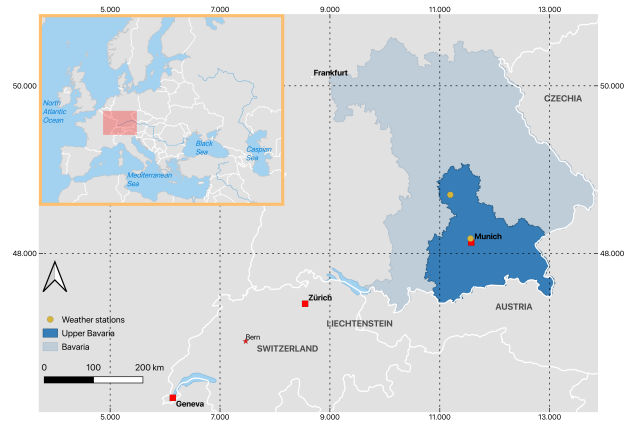 5.000 7.000 9.000 11.000 13.000
Frankfurt
50.000
CZECHIA
North
Atlantic
Ocean
Black
Sea
Caspian
Sea
Mediterranean
Sea
Munich
48.000 48.000
Weather stations
Upper Bavaria
Bavaria
Zürich
LIECHTENSTEIN
AUSTRIA
Bern
SWITZERLAND
0 100 200 km
Geneva
5.000 7.000 9.000 11.000 13.000